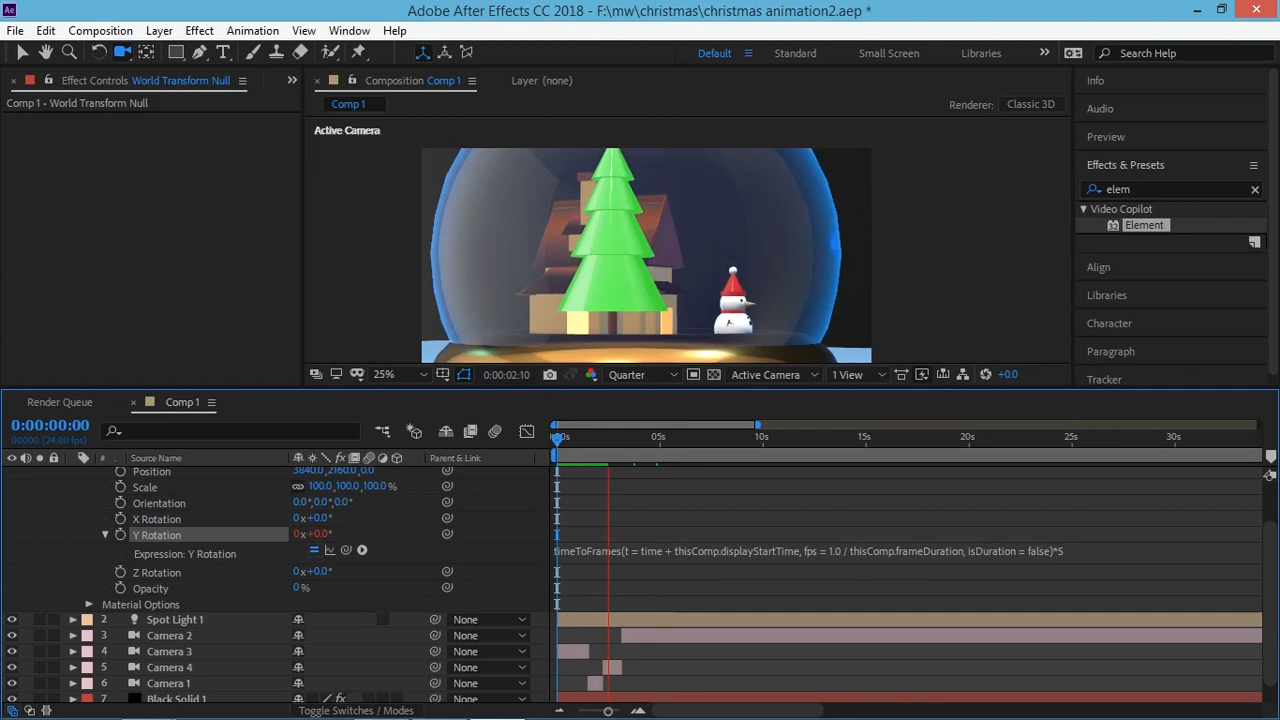 Ae Adobe After Effects CC 2018 - F:\mw\christmas\christmas animation2.aep *
File Edit Composition Layer Effect Animation View Window Help
Default Standard Small Screen Libraries Search Help
Effect Controls World Transform Null
Composition Comp 1
Layer (none)
Info
Comp 1 • World Transform Null
Comp 1
Renderer: Classic 3D
Audio
Active Camera
Preview
Effects & Presets
elem
Video Copilot
Element
Align
Libraries
Character
Paragraph
Tracker
25% 0:00:02:10 Quarter Active Camera 1 View +0.0
Render Queue Comp 1
0:00:00:00
00000 (24.00 fps)
:00s 05s 10s 15s 20s 25s 30s
# Source Name Parent & Link
Position 3840.0,2160.0,0.0
Scale 100.0,100.0,100.0%
Orientation 0.0°,0.0°,0.0°
X Rotation 0x+0.0°
Y Rotation 0x+0.0°
Expression: Y Rotation timeToFrames(t = time + thisComp.displayStartTime, fps = 1.0 / thisComp.frameDuration, isDuration = false)*5
Z Rotation 0x+0.0°
Opacity 0%
Material Options
2 Spot Light 1 None
3 Camera 2 None
4 Camera 3 None
5 Camera 4 None
6 Camera 1 None
7 Black Solid 1 fx None
Toggle Switches / Modes